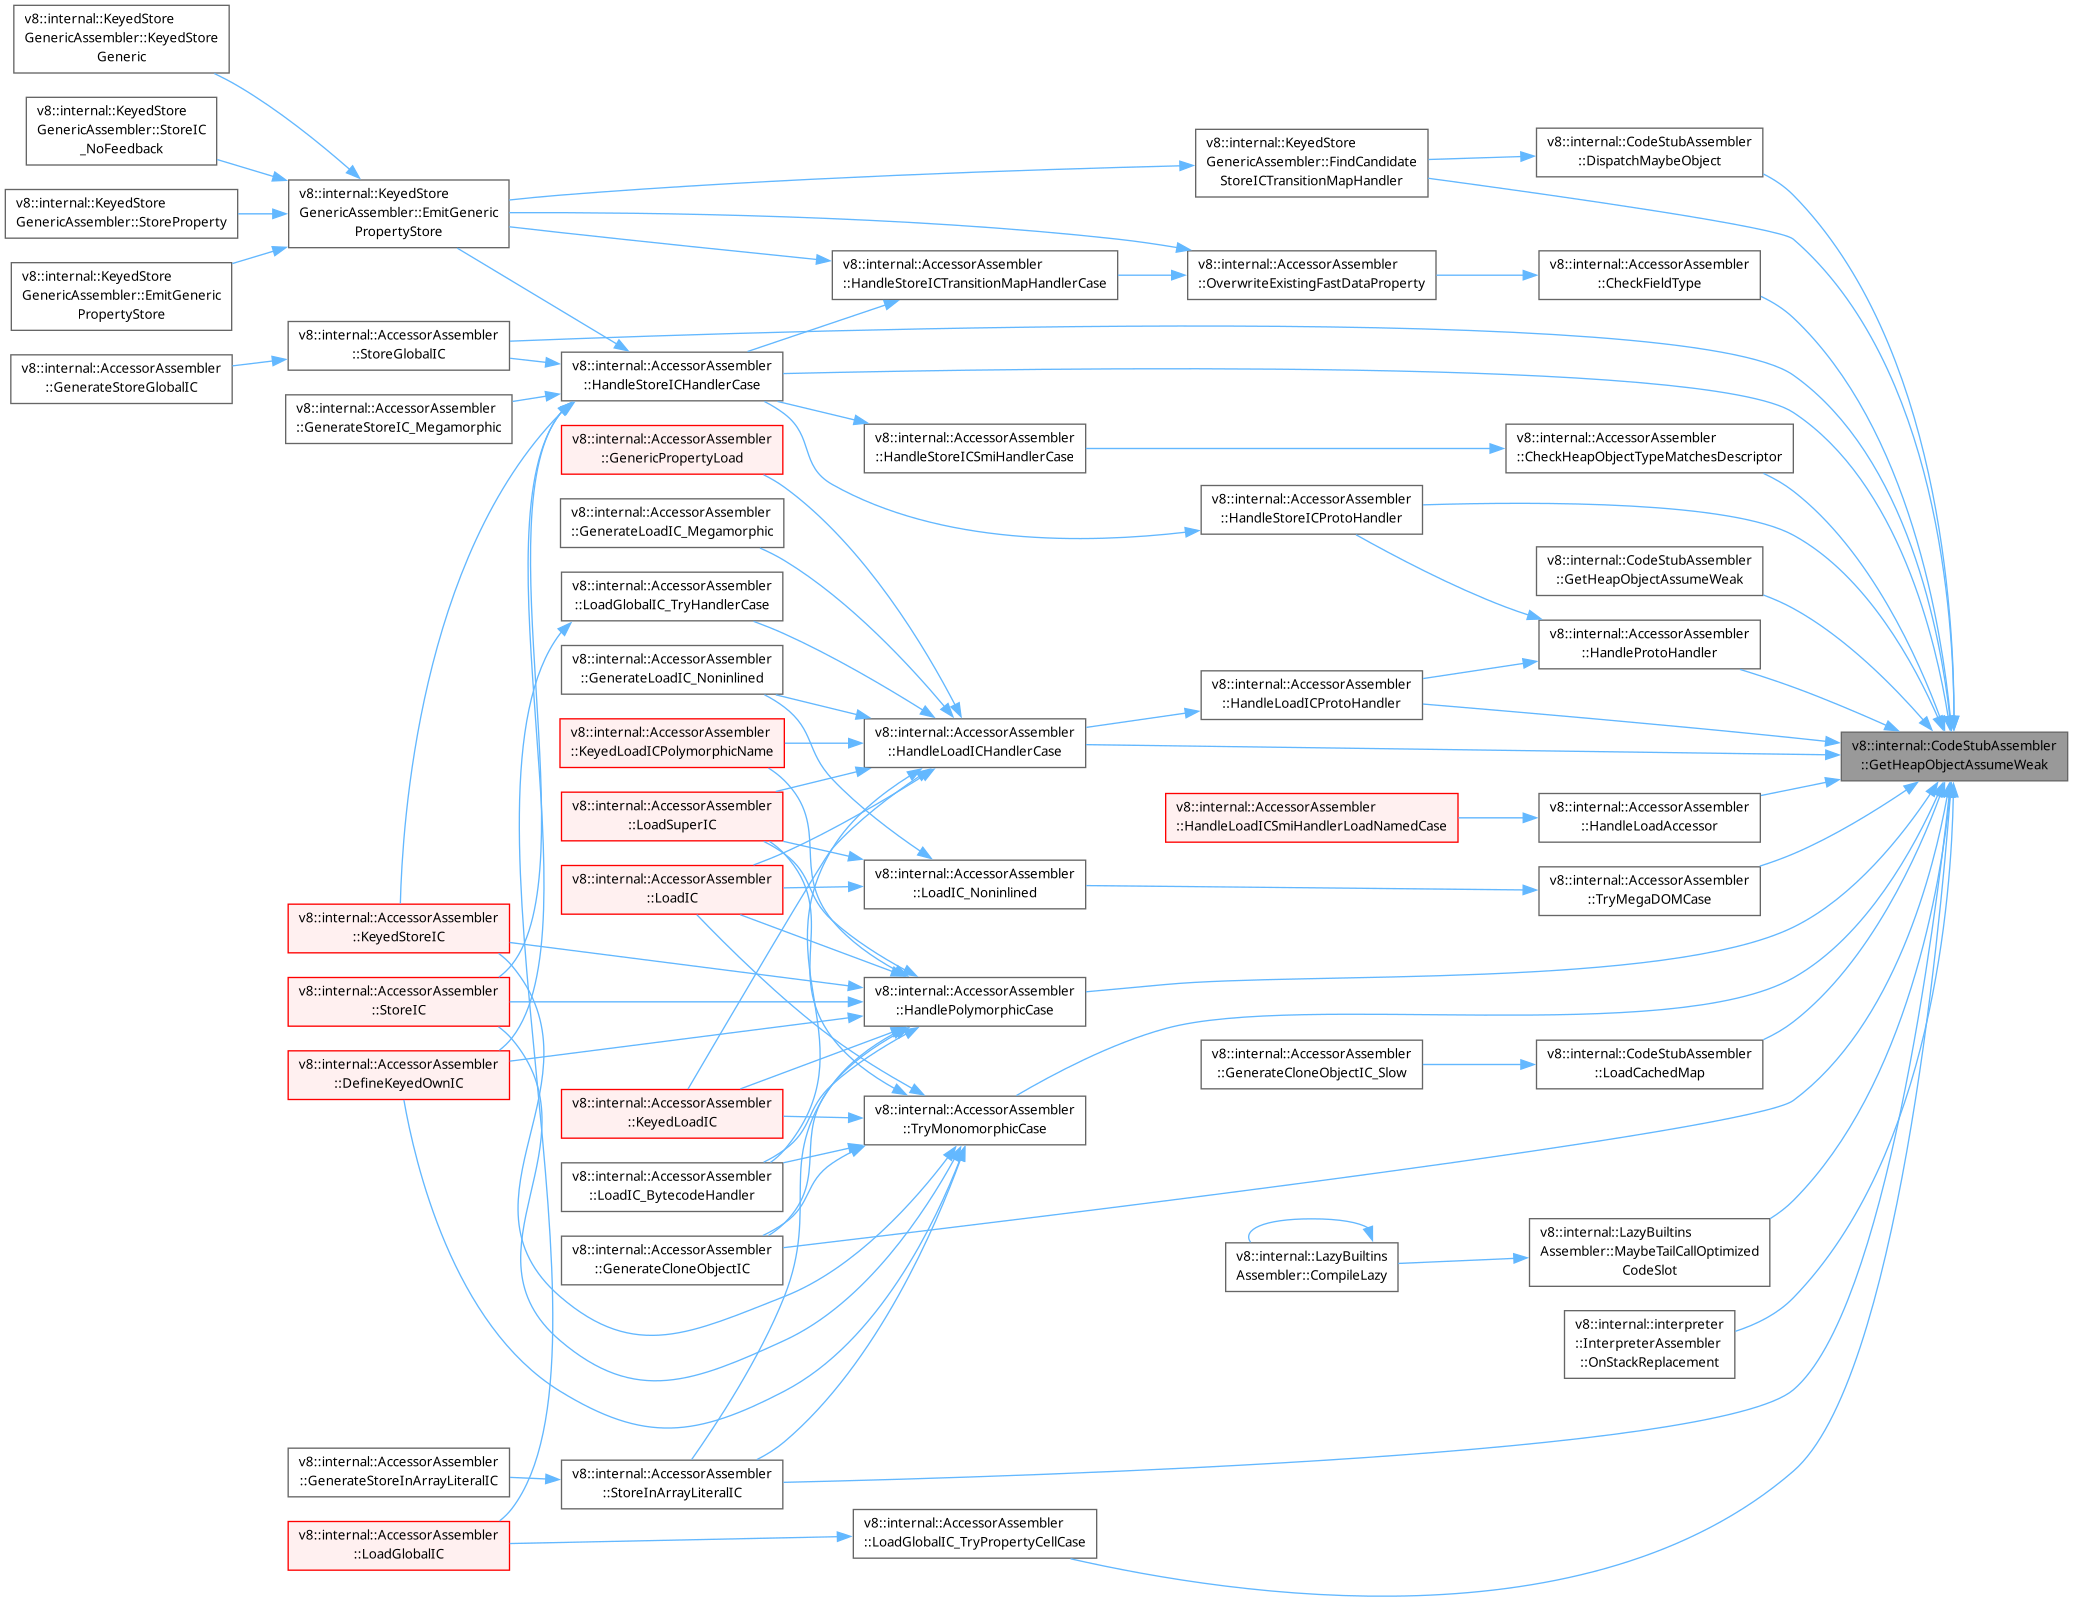 v8::internal::KeyedStore
GenericAssembler::KeyedStore
Generic
v8::internal::KeyedStore
GenericAssembler::StoreIC
_NoFeedback
v8::internal::KeyedStore
GenericAssembler::StoreProperty
v8::internal::KeyedStore
GenericAssembler::EmitGeneric
PropertyStore
v8::internal::AccessorAssembler
::GenerateStoreGlobalIC
v8::internal::KeyedStore
GenericAssembler::EmitGeneric
PropertyStore
v8::internal::AccessorAssembler
::StoreGlobalIC
v8::internal::AccessorAssembler
::GenerateStoreIC_Megamorphic
v8::internal::AccessorAssembler
::KeyedStoreIC
v8::internal::AccessorAssembler
::StoreIC
v8::internal::AccessorAssembler
::DefineKeyedOwnIC
v8::internal::AccessorAssembler
::GenerateStoreInArrayLiteralIC
v8::internal::AccessorAssembler
::LoadGlobalIC
v8::internal::AccessorAssembler
::HandleStoreICHandlerCase
v8::internal::AccessorAssembler
::GenericPropertyLoad
v8::internal::AccessorAssembler
::GenerateLoadIC_Megamorphic
v8::internal::AccessorAssembler
::LoadGlobalIC_TryHandlerCase
v8::internal::AccessorAssembler
::GenerateLoadIC_Noninlined
v8::internal::AccessorAssembler
::KeyedLoadICPolymorphicName
v8::internal::AccessorAssembler
::LoadSuperIC
v8::internal::AccessorAssembler
::LoadIC
v8::internal::AccessorAssembler
::KeyedLoadIC
v8::internal::AccessorAssembler
::LoadIC_BytecodeHandler
v8::internal::AccessorAssembler
::GenerateCloneObjectIC
v8::internal::AccessorAssembler
::StoreInArrayLiteralIC
v8::internal::AccessorAssembler
::HandleStoreICTransitionMapHandlerCase
v8::internal::AccessorAssembler
::HandleStoreICSmiHandlerCase
v8::internal::AccessorAssembler
::HandleLoadICHandlerCase
v8::internal::AccessorAssembler
::LoadIC_Noninlined
v8::internal::AccessorAssembler
::HandlePolymorphicCase
v8::internal::AccessorAssembler
::TryMonomorphicCase
v8::internal::AccessorAssembler
::LoadGlobalIC_TryPropertyCellCase
v8::internal::KeyedStore
GenericAssembler::FindCandidate
StoreICTransitionMapHandler
v8::internal::AccessorAssembler
::OverwriteExistingFastDataProperty
v8::internal::AccessorAssembler
::HandleStoreICProtoHandler
v8::internal::AccessorAssembler
::HandleLoadICProtoHandler
v8::internal::AccessorAssembler
::HandleLoadICSmiHandlerLoadNamedCase
v8::internal::AccessorAssembler
::GenerateCloneObjectIC_Slow
v8::internal::LazyBuiltins
Assembler::CompileLazy
v8::internal::CodeStubAssembler
::DispatchMaybeObject
v8::internal::AccessorAssembler
::CheckFieldType
v8::internal::AccessorAssembler
::CheckHeapObjectTypeMatchesDescriptor
v8::internal::CodeStubAssembler
::GetHeapObjectAssumeWeak
v8::internal::AccessorAssembler
::HandleProtoHandler
v8::internal::AccessorAssembler
::HandleLoadAccessor
v8::internal::AccessorAssembler
::TryMegaDOMCase
v8::internal::CodeStubAssembler
::LoadCachedMap
v8::internal::LazyBuiltins
Assembler::MaybeTailCallOptimized
CodeSlot
v8::internal::interpreter
::InterpreterAssembler
::OnStackReplacement
v8::internal::CodeStubAssembler
::GetHeapObjectAssumeWeak